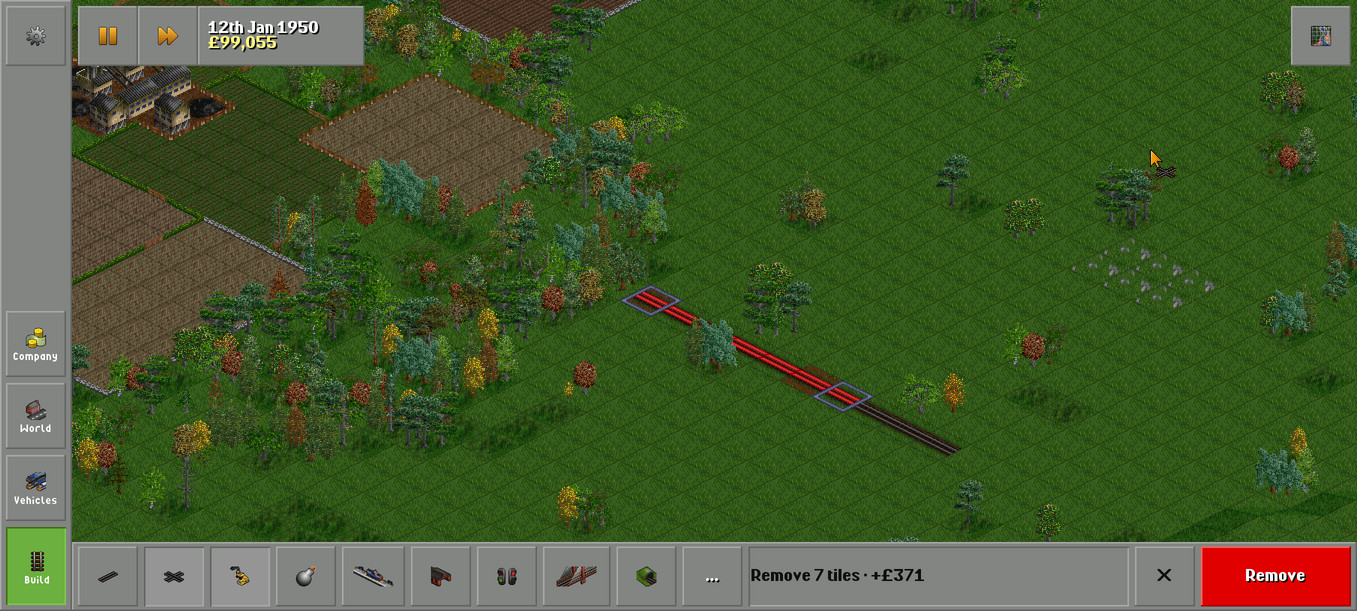 12th Jan 1950
£99,055
Company
World
Vehicles
Build
...
Remove 7 tiles · +£371
Remove